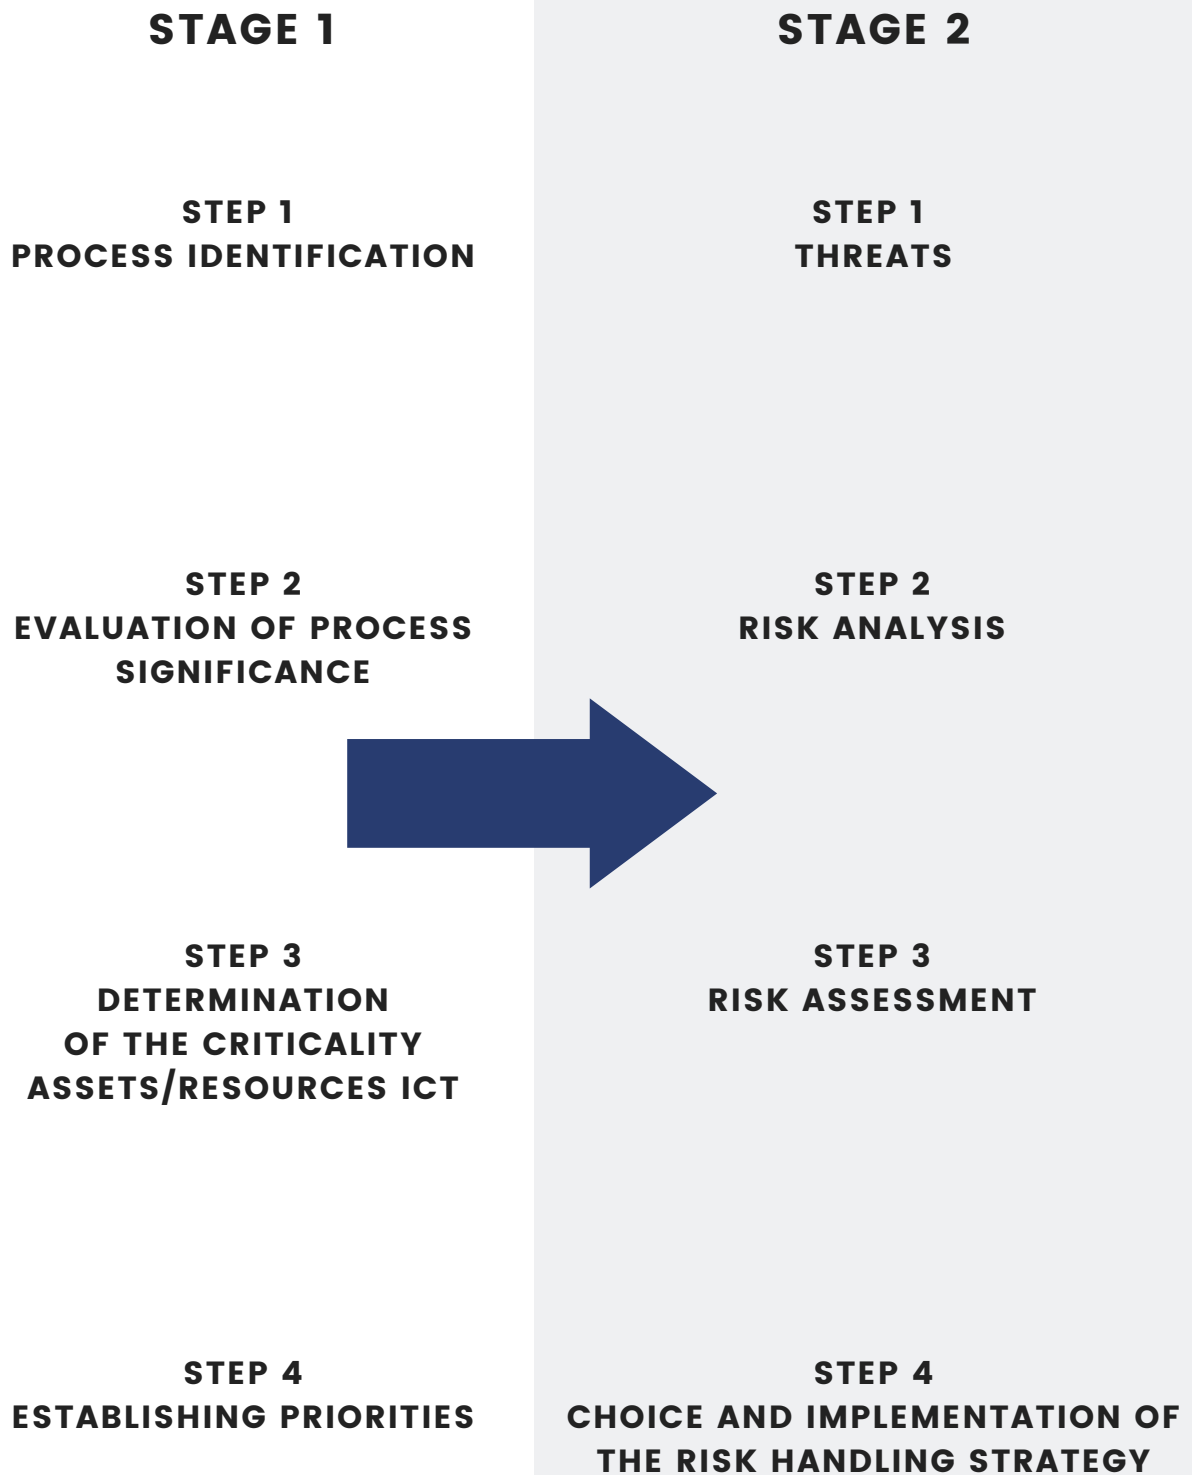 STAGE 1
STEP 1
PROCESS IDENTIFICATION
STEP 2
EVALUATION OF PROCESS
SIGNIFICANCE
STEP 3
DETERMINATION
OF THE CRITICALITY
ASSETS/RESOURCES ICT
STEP 4
ESTABLISHING PRIORITIES
STAGE 2
STEP 1
THREATS
STEP 2
RISK ANALYSIS
STEP 3
RISK ASSESSMENT
STEP 4
CHOICE AND IMPLEMENTATION OF
THE RISK HANDLING STRATEGY